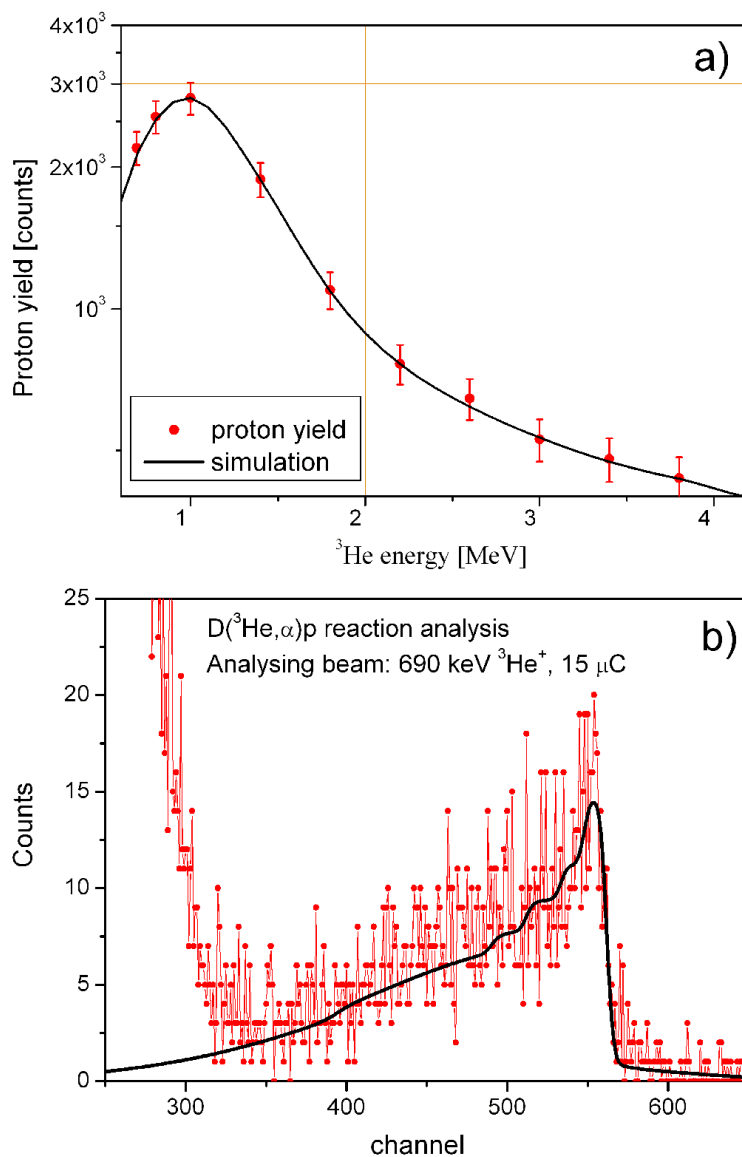 4x10³
a)
3x10³
2x10³
10³
Proton yield [counts]
proton yield
simulation
1 2 3 4
³He energy [MeV]
25
D(³He,α)p reaction analysis
b)
Analysing beam: 690 keV ³He⁺, 15 μC
20
15
10
5
0
Counts
300 400 500 600
channel